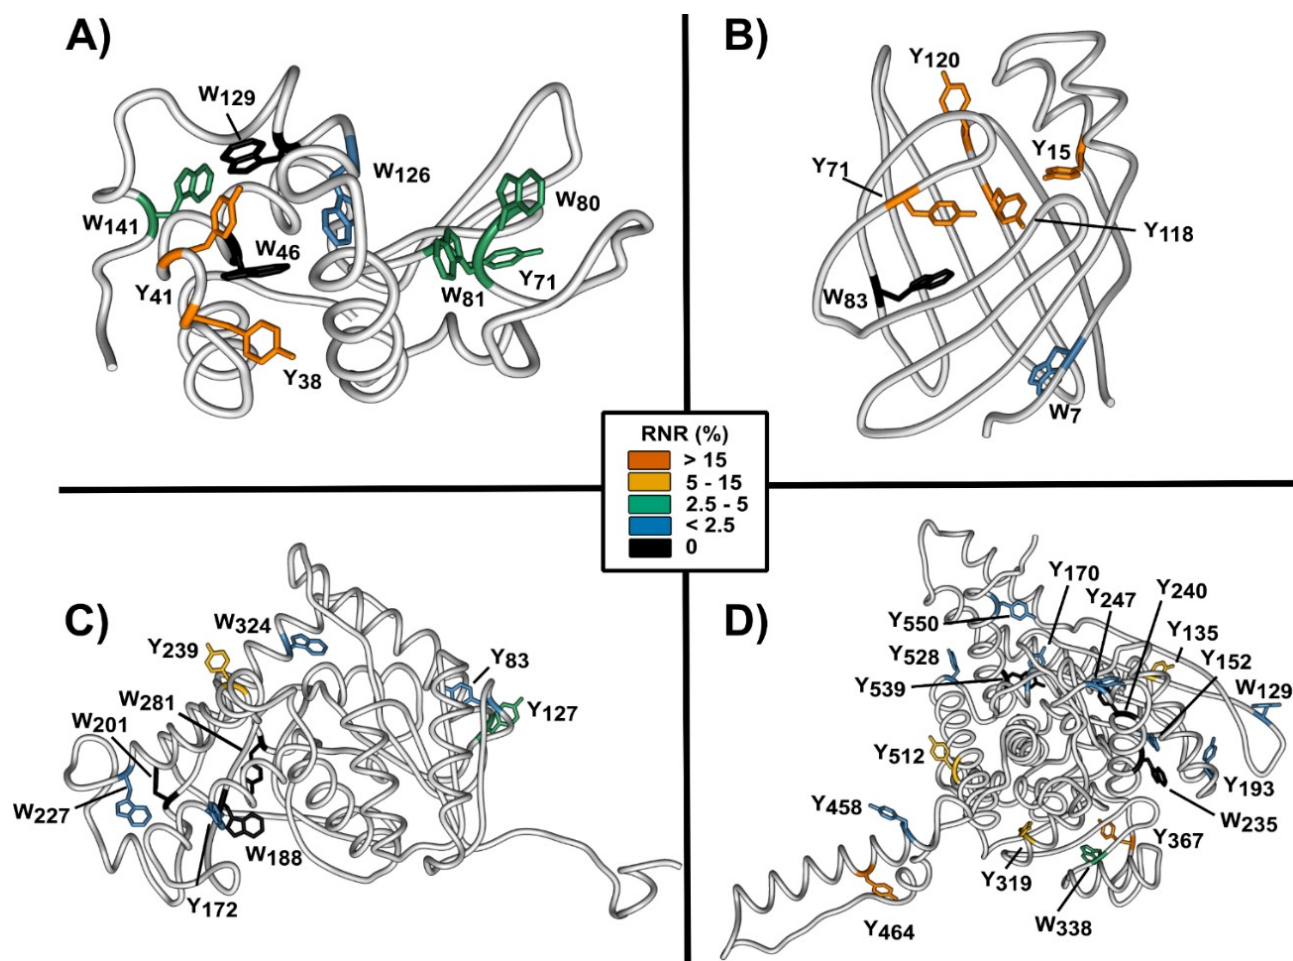 A)
W129
W126
W141
W46
Y41
Y38
W80
W81
Y71
B)
Y120
Y15
Y71
Y118
W83
W7
RNR (%)
> 15
5 - 15
2.5 - 5
< 2.5
0
C)
W324
Y239
Y83
W281
Y127
W201
W227
W188
Y172
D)
Y170
Y240
Y247
Y550
Y135
Y528
Y152
Y539
W129
Y512
Y193
Y458
W235
Y367
Y319
W338
Y464